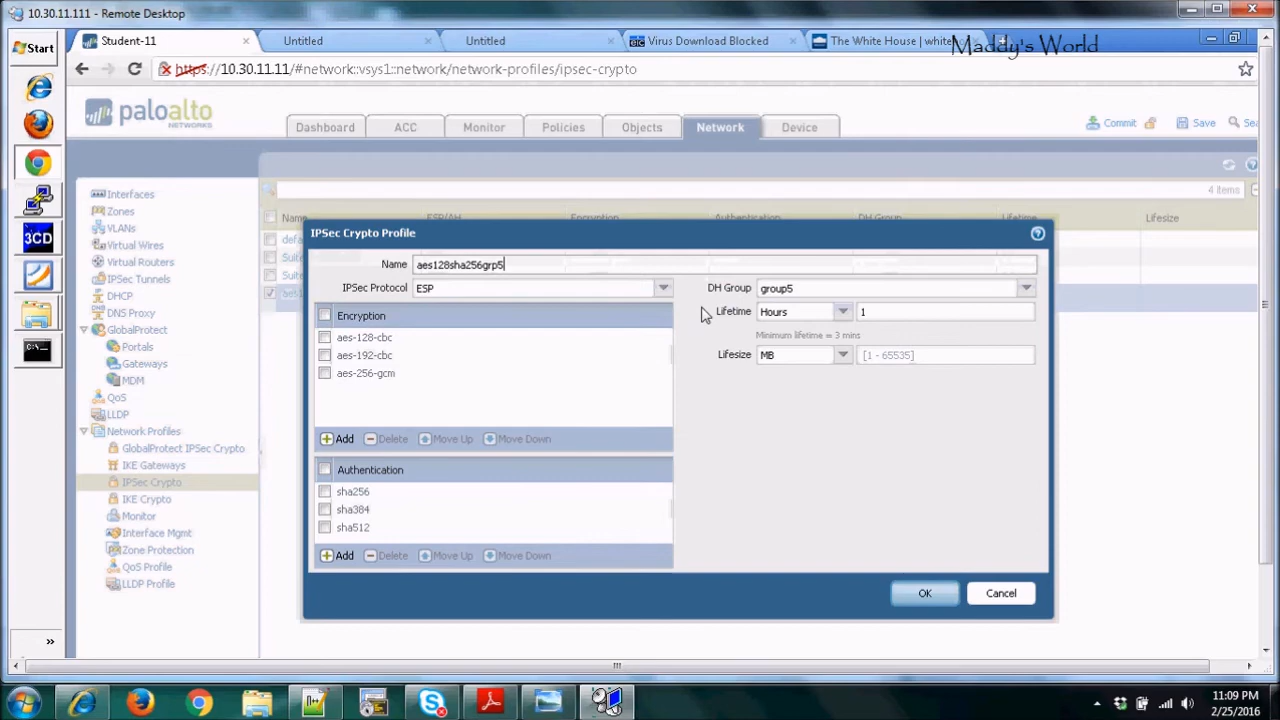 10.30.11.111 - Remote Desktop
Start
Student-11
Untitled
Untitled
Virus Download Blocked
The White House | white
Maddy's World
https://10.30.11.11/#network::vsys1::network/network-profiles/ipsec-crypto
paloalto
NETWORKS
Dashboard
ACC
Monitor
Policies
Objects
Network
Device
Commit
Save
Sea
4 items
Name
ESP/AH
Encryption
Authentication
DH Group
Lifetime
Lifesize
defa
Suite
Suite
aes1
Interfaces
Zones
VLANs
Virtual Wires
Virtual Routers
IPSec Tunnels
DHCP
DNS Proxy
GlobalProtect
Portals
Gateways
MDM
QoS
LLDP
Network Profiles
GlobalProtect IPSec Crypto
IKE Gateways
IPSec Crypto
IKE Crypto
Monitor
Interface Mgmt
Zone Protection
QoS Profile
LLDP Profile
3CD
IPSec Crypto Profile
Name aes128sha256grp5
IPSec Protocol ESP
DH Group group5
Encryption
Lifetime Hours 1
aes-128-cbc
Minimum lifetime = 3 mins
aes-192-cbc
Lifesize MB [1 - 65535]
aes-256-gcm
Add Delete Move Up Move Down
Authentication
sha256
sha384
sha512
Add Delete Move Up Move Down
OK Cancel
11:09 PM
2/25/2016